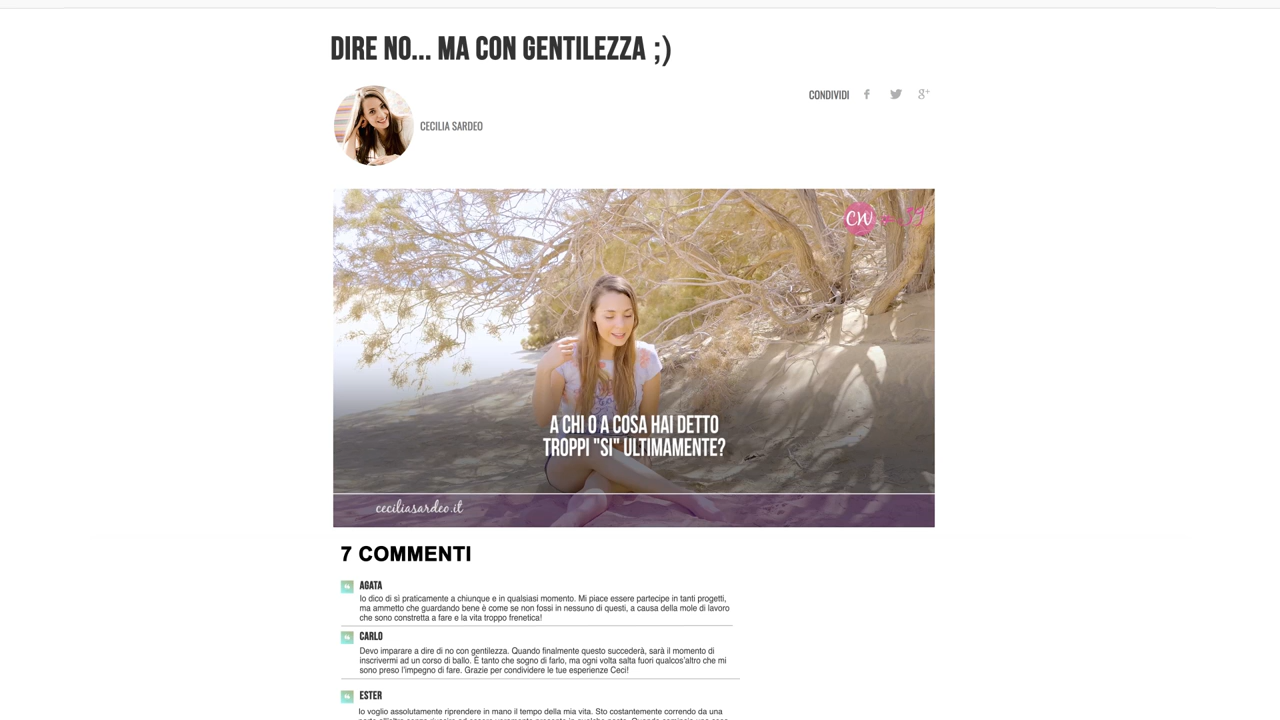 DIRE NO... MA CON GENTILEZZA ;)
CONDIVIDI
CECILIA SARDEO
CW
A CHI O A COSA HAI DETTO
TROPPI "SI" ULTIMAMENTE?
ceciliasardeo.it
7 COMMENTI
AGATA
Io dico di sì praticamente a chiunque e in qualsiasi momento. Mi piace essere partecipe in tanti progetti,
ma ammetto che guardando bene è come se non fossi in nessuno di questi, a causa della mole di lavoro
che sono constretta a fare e la vita troppo frenetica!
CARLO
Devo imparare a dire di no con gentilezza. Quando finalmente questo succederà, sarà il momento di
inscrivermi ad un corso di ballo. È tanto che sogno di farlo, ma ogni volta salta fuori qualcos'altro che mi
sono preso l'impegno di fare. Grazie per condividere le tue esperienze Ceci!
ESTER
Io voglio assolutamente riprendere in mano il tempo della mia vita. Sto costantemente correndo da una